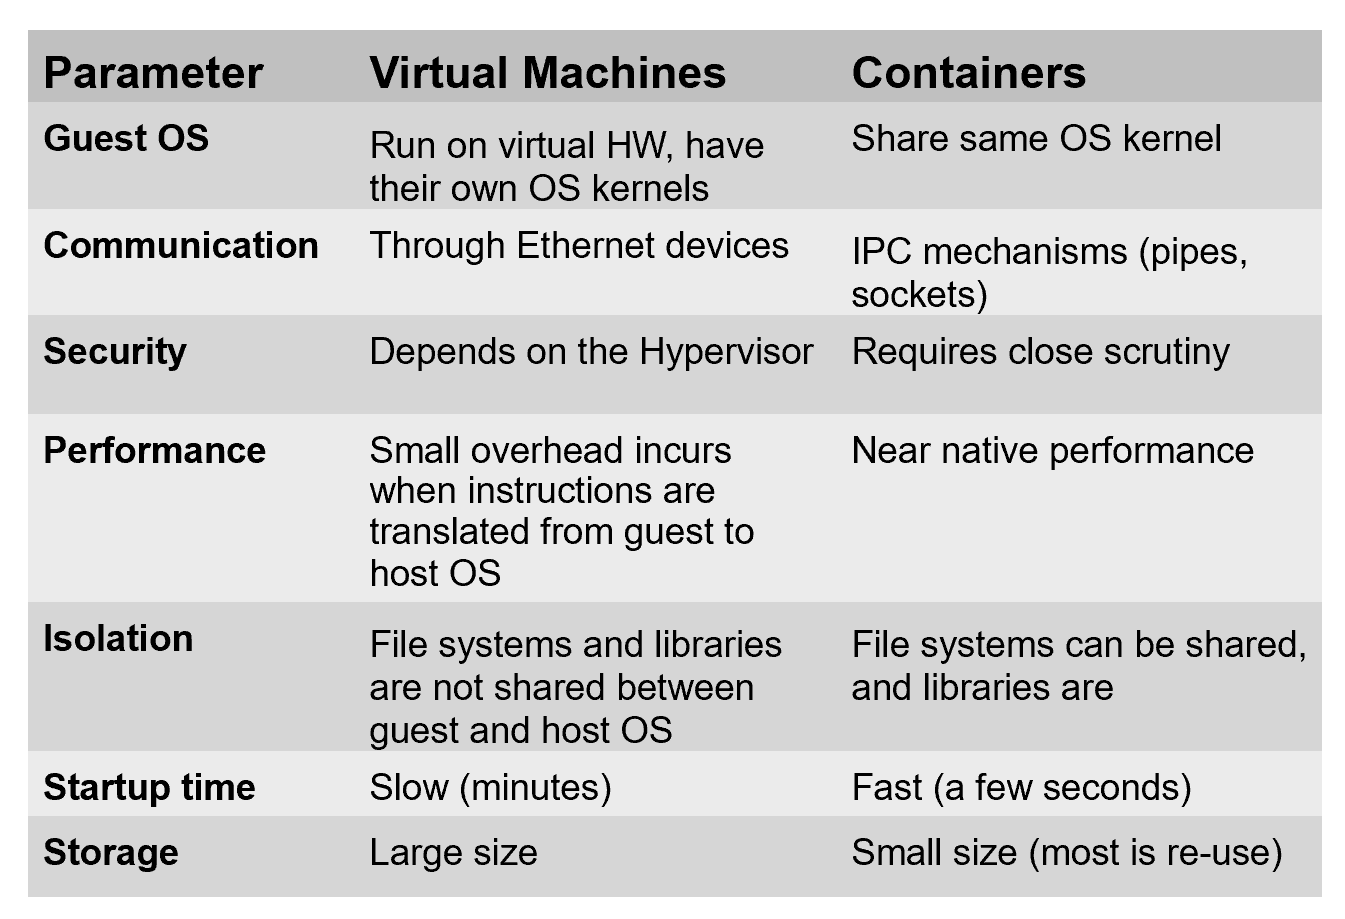 Parameter Virtual Machines Containers
Guest OS Run on virtual HW, have Share same OS kernel
their own OS kernels
Communication Through Ethernet devices IPC mechanisms (pipes,
sockets)
Security Depends on the Hypervisor Requires close scrutiny
Performance Small overhead incurs Near native performance
when instructions are
translated from guest to
host OS
Isolation File systems and libraries File systems can be shared,
are not shared between and libraries are
guest and host OS
Startup time Slow (minutes) Fast (a few seconds)
Storage Large size Small size (most is re-use)